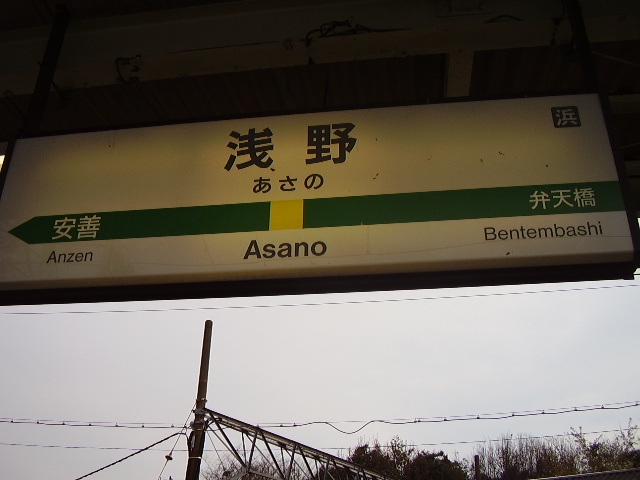 浜
浅野
あさの
安善
弁天橋
Anzen
Asano
Bentembashi